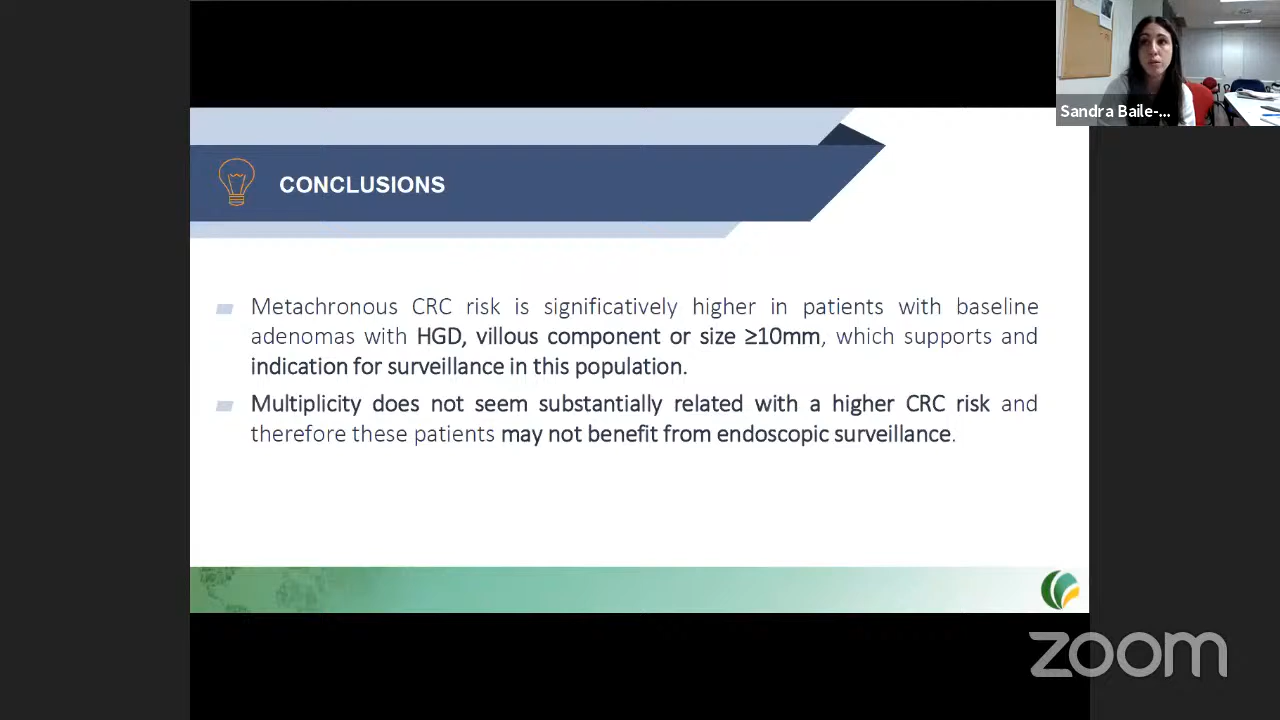 Sandra Baile-...
CONCLUSIONS
Metachronous CRC risk is significatively higher in patients with baseline
adenomas with HGD, villous component or size ≥10mm, which supports and
indication for surveillance in this population.
Multiplicity does not seem substantially related with a higher CRC risk and
therefore these patients may not benefit from endoscopic surveillance.
zoom